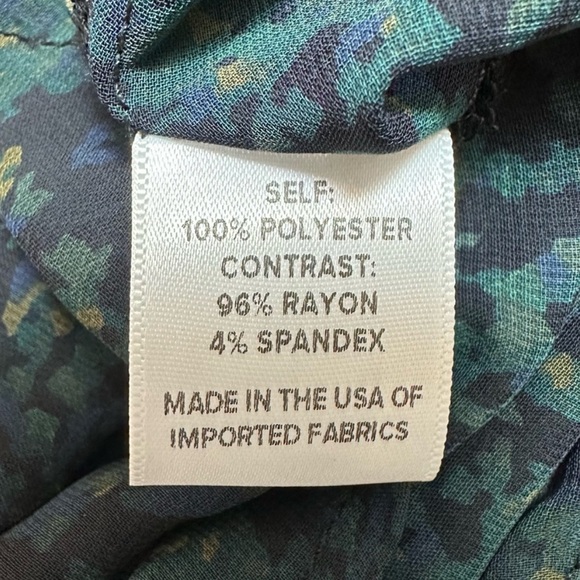 SELF:
100% POLYESTER
CONTRAST:
96% RAYON
4% SPANDEX
MADE IN THE USA OF
IMPORTED FABRICS